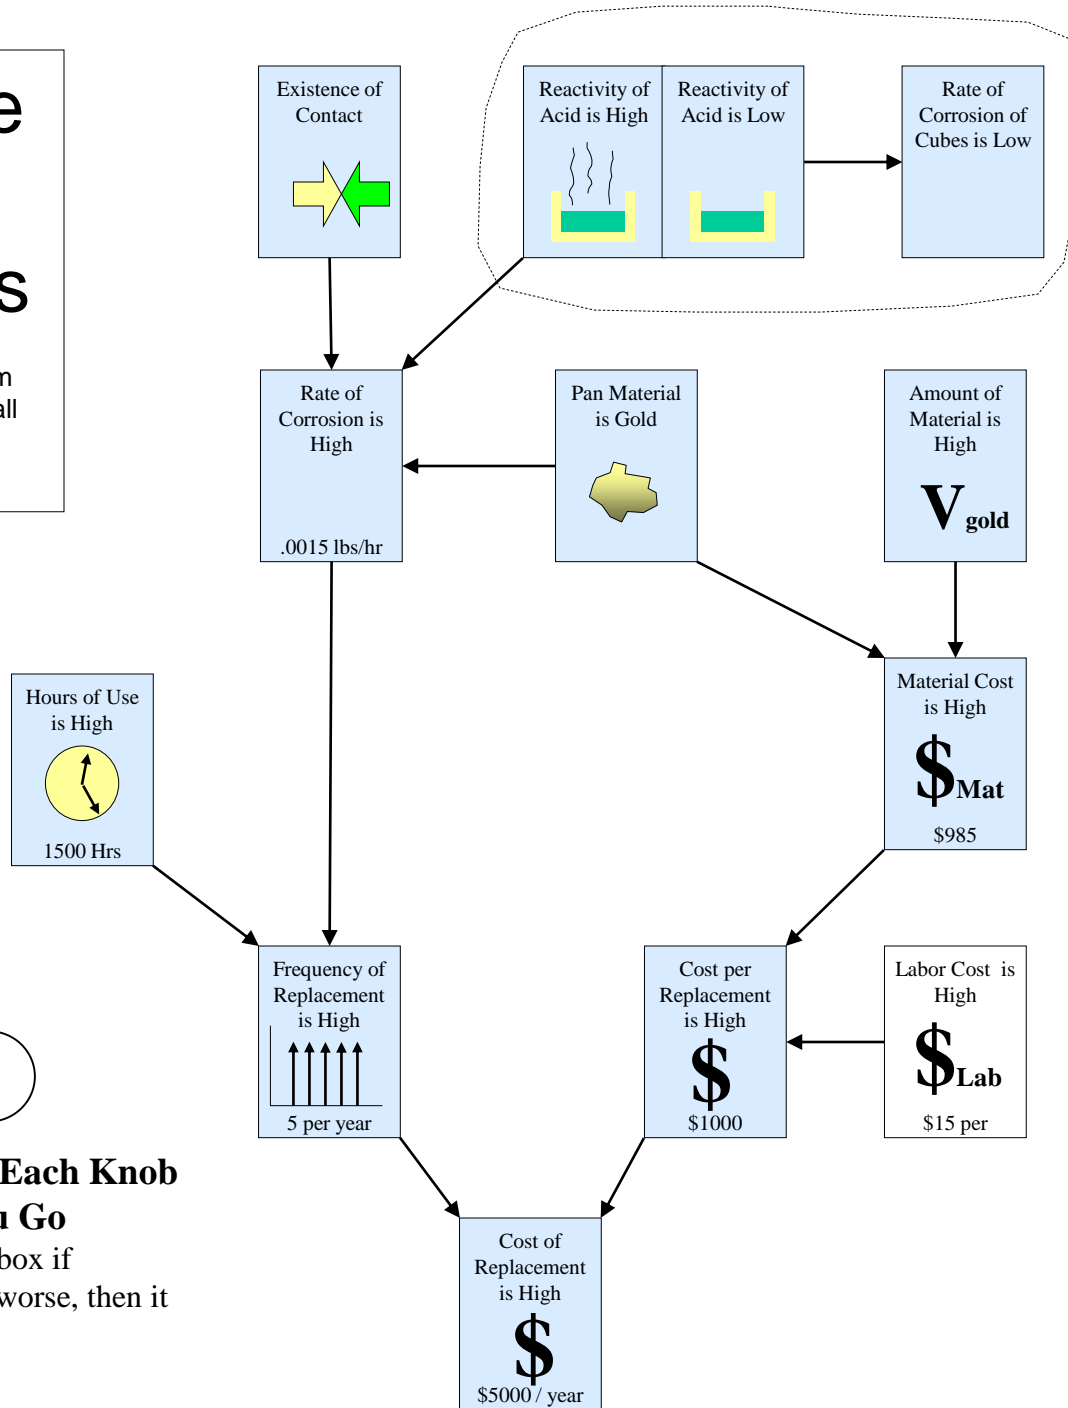 e
s
m
all
Existence of
Contact
Reactivity of
Acid is High
Reactivity of
Acid is Low
Rate of
Corrosion of
Cubes is Low
Rate of
Corrosion is
High
.0015 lbs/hr
Pan Material
is Gold
Amount of
Material is
High
V gold
Hours of Use
is High
1500 Hrs
Material Cost
is High
$Mat
$985
Frequency of
Replacement
is High
5 per year
Cost per
Replacement
is High
$
$1000
Labor Cost is
High
$Lab
$15 per
Each Knob
u Go
box if
worse, then it
Cost of
Replacement
is High
$
$5000 / year